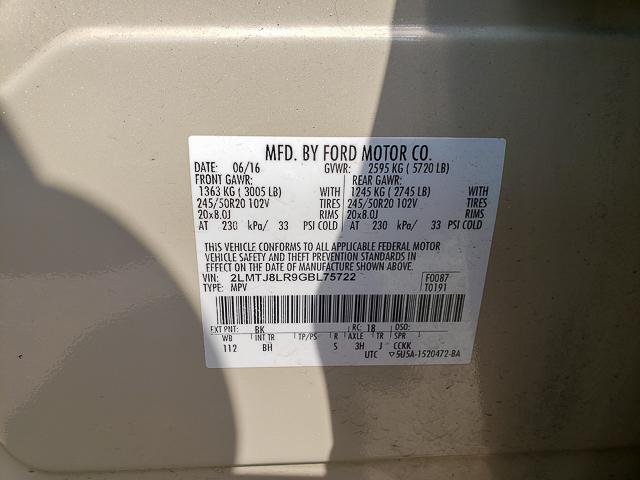 MFD. BY FORD MOTOR CO.
DATE: 06/16 GVWR: 2595 KG ( 5720 LB)
FRONT GAWR: REAR GAWR:
1363 KG ( 3005 LB) WITH 1245 KG ( 2745 LB) WITH
245/50R20 102V TIRES 245/50R20 102V TIRES
20x8.0J RIMS 20x8.0J RIMS
AT 230 kPa/ 33 PSI COLD AT 230 kPa/ 33 PSI COLD
THIS VEHICLE CONFORMS TO ALL APPLICABLE FEDERAL MOTOR
VEHICLE SAFETY AND THEFT PREVENTION STANDARDS IN
EFFECT ON THE DATE OF MANUFACTURE SHOWN ABOVE.
VIN: 2LMTJ8LR9GBL75722 F0087
TYPE: MPV T0191
EXT PNT: BK RC: 18 DSO:
WB INT TR TP/PS R AXLE TR SPR
112 BH S 3H J CCKK
UTC ▽5U5A-1520472-BA